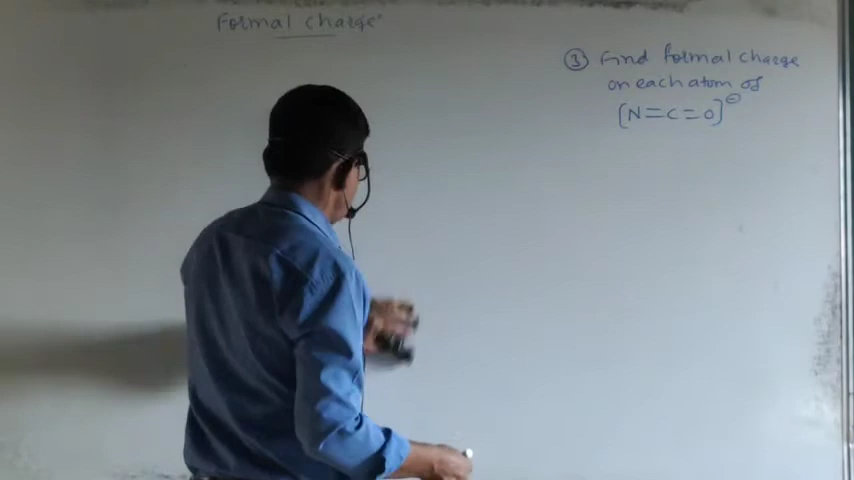 Formal charge
③ Find formal charge
on each atom of
[N=C=O]⊖